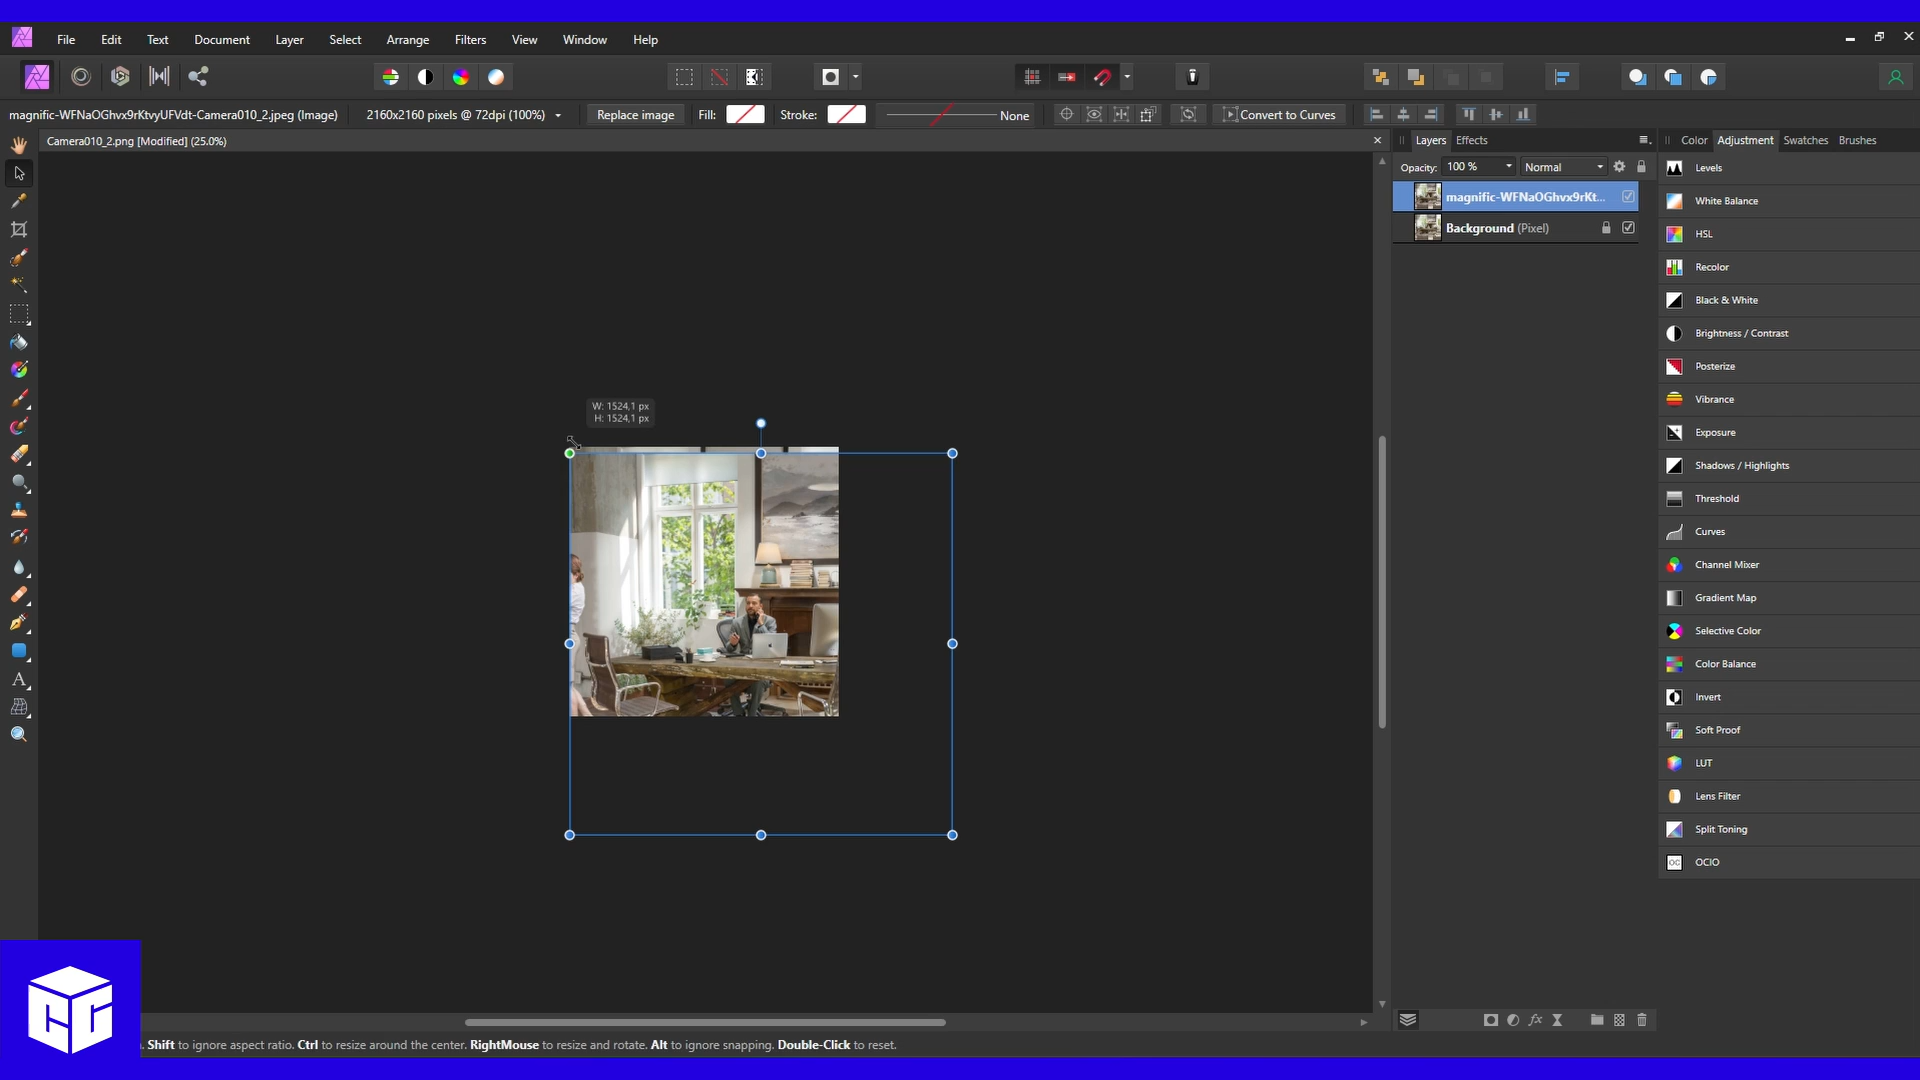 File Edit Text Document Layer Select Arrange Filters View Window Help
magnific-WFNaOGhvx9rKtvyUFVdt-Camera010_2.jpeg (Image) 2160x2160 pixels @ 72dpi (100%) Replace image Fill: Stroke: None Convert to Curves
Camera010_2.png [Modified] (25.0%)
Layers Effects
Opacity: 100 % Normal
magnific-WFNaOGhvx9rKt...
Background (Pixel)
Color Adjustment Swatches Brushes
Levels
White Balance
HSL
Recolor
Black & White
Brightness / Contrast
Posterize
Vibrance
Exposure
Shadows / Highlights
Threshold
Curves
Channel Mixer
Gradient Map
Selective Color
Color Balance
Invert
Soft Proof
LUT
Lens Filter
Split Toning
OCIO
W: 1524,1 px
H: 1524,1 px
. Shift to ignore aspect ratio. Ctrl to resize around the center. RightMouse to resize and rotate. Alt to ignore snapping. Double-Click to reset.